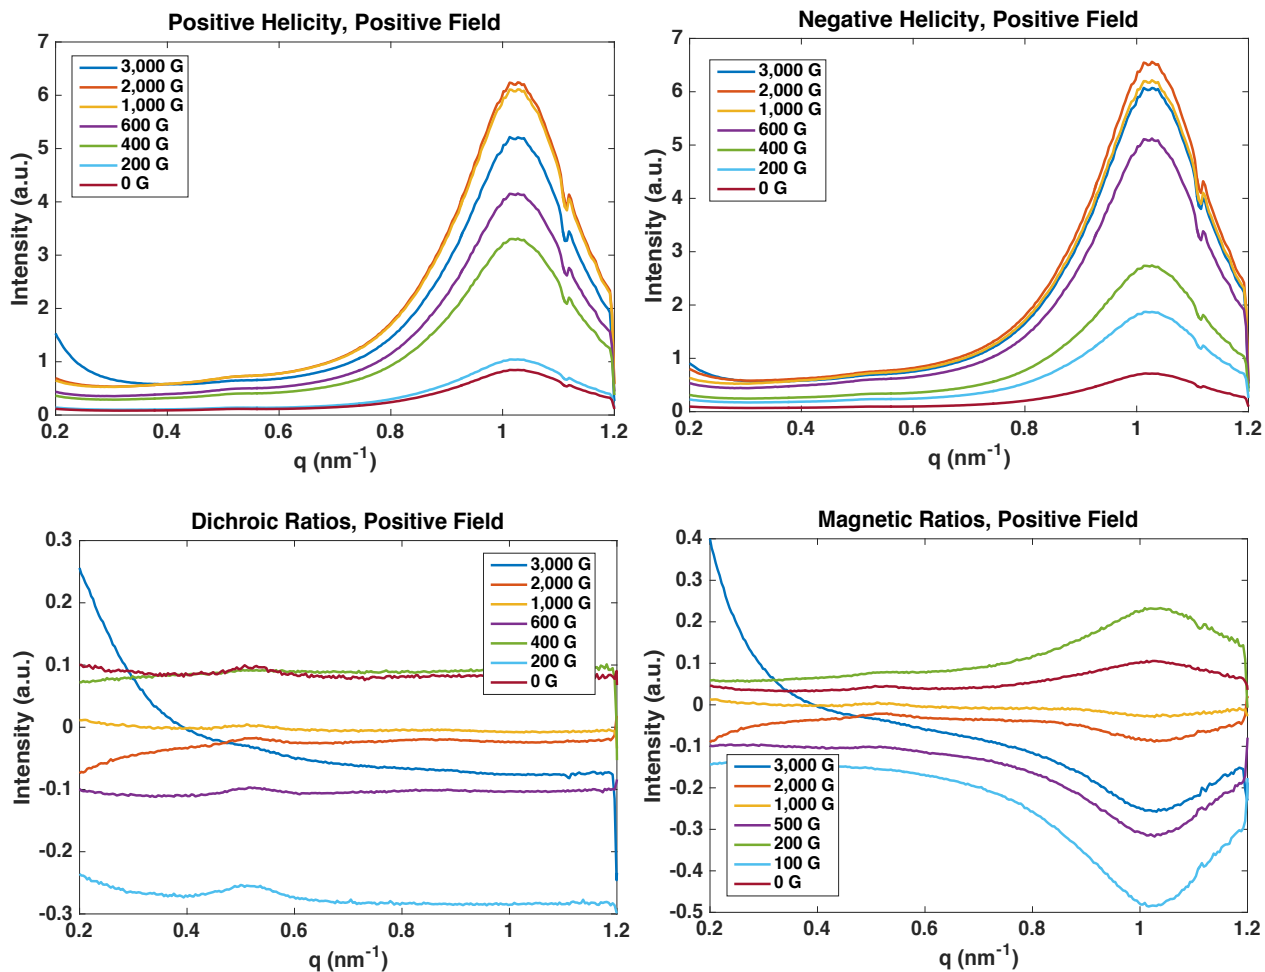 Positive Helicity, Positive Field
7
6
5
4
3
2
1
0
Intensity (a.u.)
3,000 G
2,000 G
1,000 G
600 G
400 G
200 G
0 G
0.2 0.4 0.6 0.8 1 1.2
q (nm-1)
Negative Helicity, Positive Field
7
6
5
4
3
2
1
0
Intensity (a.u.)
3,000 G
2,000 G
1,000 G
600 G
400 G
200 G
0 G
0.2 0.4 0.6 0.8 1 1.2
q (nm-1)
Dichroic Ratios, Positive Field
0.3
0.2
0.1
0
-0.1
-0.2
-0.3
Intensity (a.u.)
3,000 G
2,000 G
1,000 G
600 G
400 G
200 G
0 G
0.2 0.4 0.6 0.8 1 1.2
q (nm-1)
Magnetic Ratios, Positive Field
0.4
0.3
0.2
0.1
0
-0.1
-0.2
-0.3
-0.4
-0.5
Intensity (a.u.)
3,000 G
2,000 G
1,000 G
500 G
200 G
100 G
0 G
0.2 0.4 0.6 0.8 1 1.2
q (nm-1)